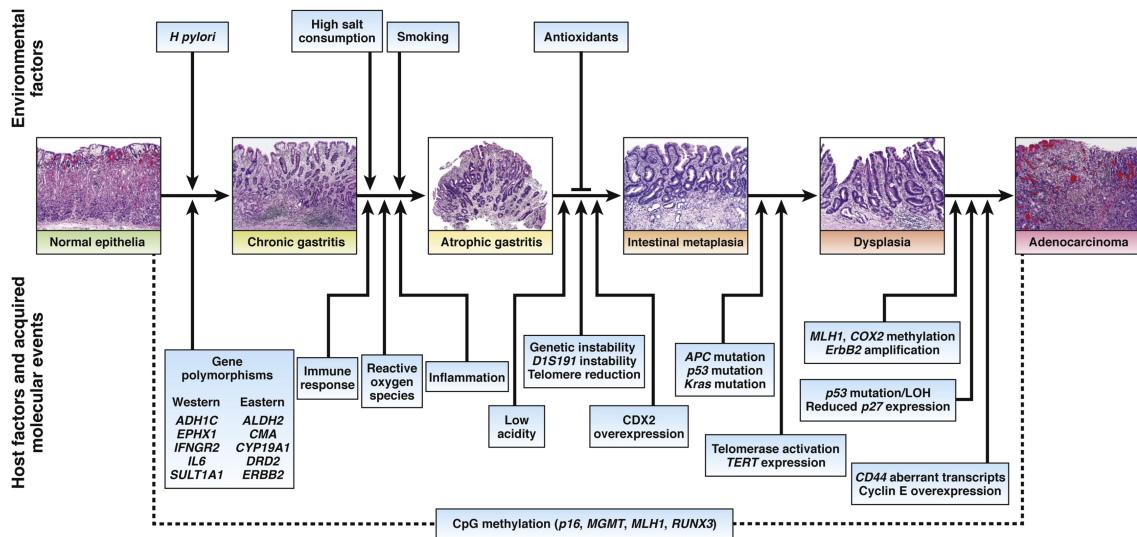 Environmental
factors
H pylori
High salt
consumption
Smoking
Antioxidants
Normal epithelia
Chronic gastritis
Atrophic gastritis
Intestinal metaplasia
Dysplasia
Adenocarcinoma
Host factors and acquired
molecular events
Gene
polymorphisms
Western Eastern
ADH1C ALDH2
EPHX1 CMA
IFNGR2 CYP19A1
IL6 DRD2
SULT1A1 ERBB2
Immune
response
Reactive
oxygen
species
Inflammation
Low
acidity
Genetic instability
D1S191 instability
Telomere reduction
CDX2
overexpression
APC mutation
p53 mutation
Kras mutation
Telomerase activation
TERT expression
MLH1, COX2 methylation
ErbB2 amplification
p53 mutation/LOH
Reduced p27 expression
CD44 aberrant transcripts
Cyclin E overexpression
CpG methylation (p16, MGMT, MLH1, RUNX3)